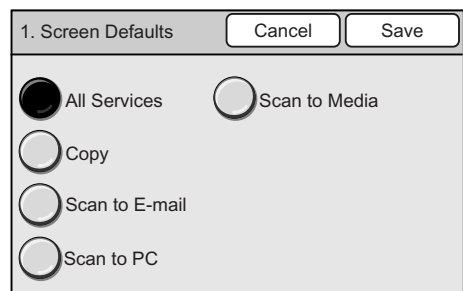 1. Screen Defaults Cancel Save
All Services Scan to Media
Copy
Scan to E-mail
Scan to PC